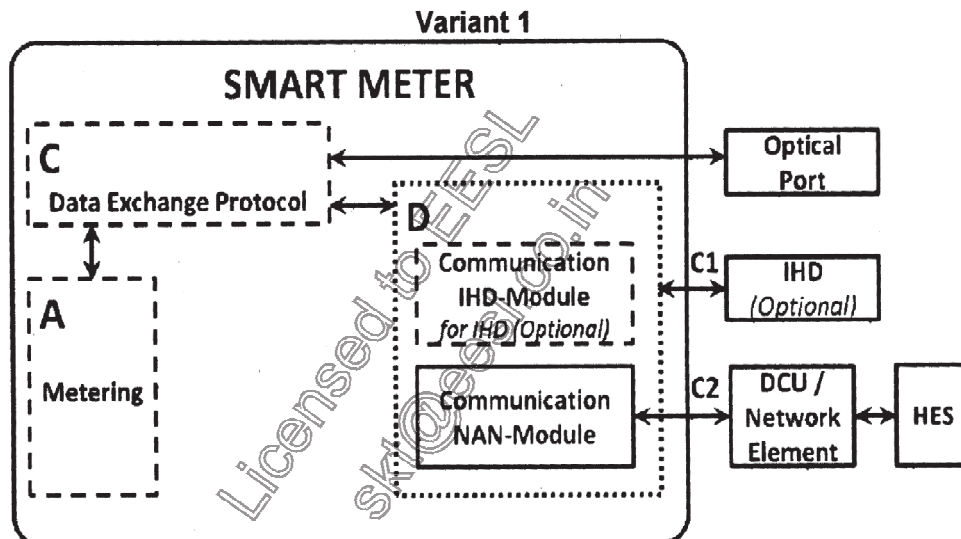 Variant 1
SMART METER
C
Data Exchange Protocol
Optical
Port
D
Communication
IHD-Module
for IHD (Optional)
C1
IHD
(Optional)
A
Metering
Communication
NAN-Module
C2
DCU /
Network
Element
HES
Licensed to EESL
skt@eesl.co.in